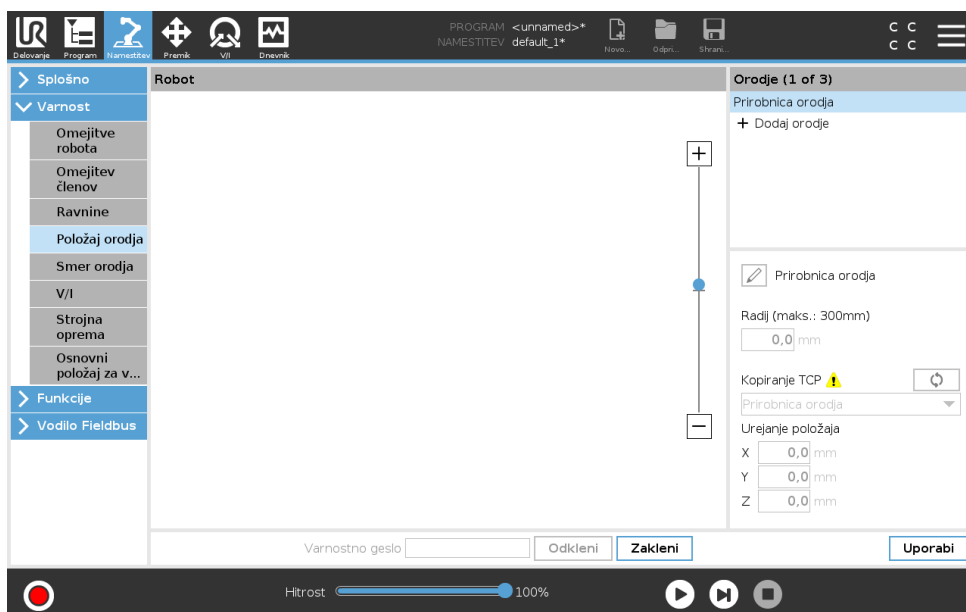 PROGRAM <unnamed>*
NAMESTITEV default_1*
Delovanje Program Namestitev Premik V/I Dnevnik Novo... Odpri... Shrani...
C C
C C
Splošno
Varnost
Omejitve
robota
Omejitev
členov
Ravnine
Položaj orodja
Smer orodja
V/I
Strojna
oprema
Osnovni
položaj za v...
Funkcije
Vodilo Fieldbus
Robot
Orodje (1 of 3)
Prirobnica orodja
+ Dodaj orodje
Prirobnica orodja
Radij (maks.: 300mm)
0,0 mm
Kopiranje TCP
Prirobnica orodja
Urejanje položaja
X 0,0 mm
Y 0,0 mm
Z 0,0 mm
Varnostno geslo Odkleni Zakleni Uporabi
Hitrost 100%